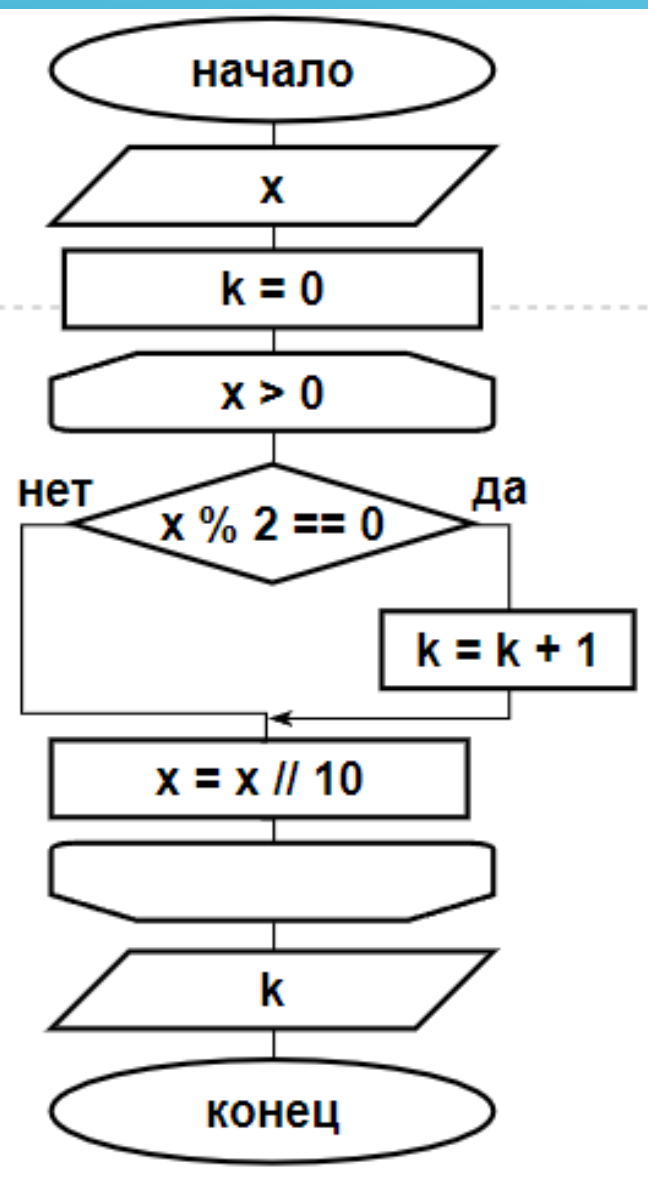 начало
x
k = 0
x > 0
нет
да
x % 2 == 0
k = k + 1
x = x // 10
k
конец